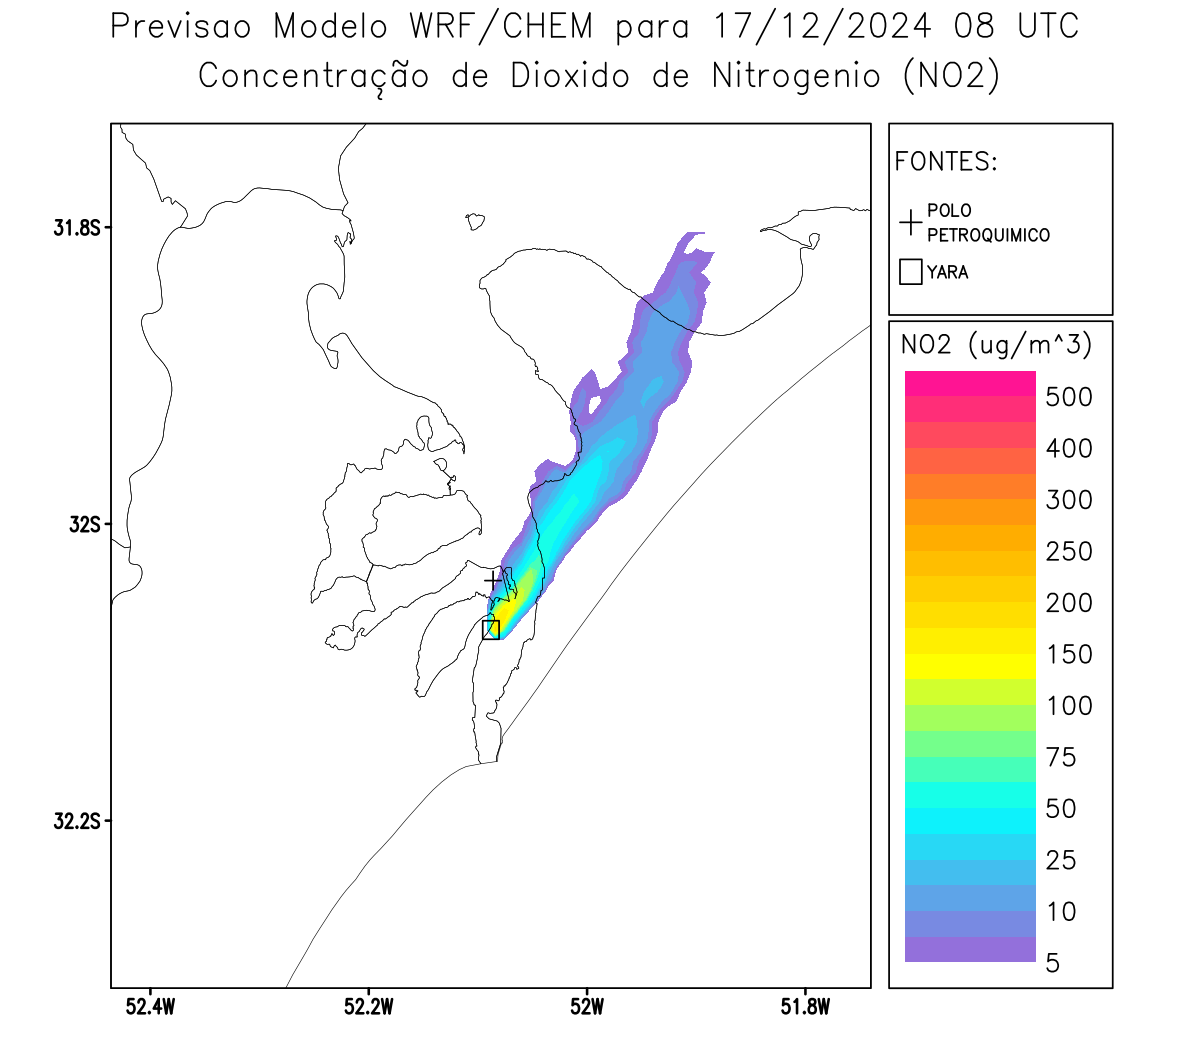 Previsao Modelo WRF/CHEM para 17/12/2024 08 UTC
Concentração de Dioxido de Nitrogenio (NO2)
FONTES:
POLO
PETROQUIMICO
YARA
NO2 (ug/m^3)
500
400
300
250
200
150
100
75
50
25
10
5
31.8S
32S
32.2S
52.4W
52.2W
52W
51.8W